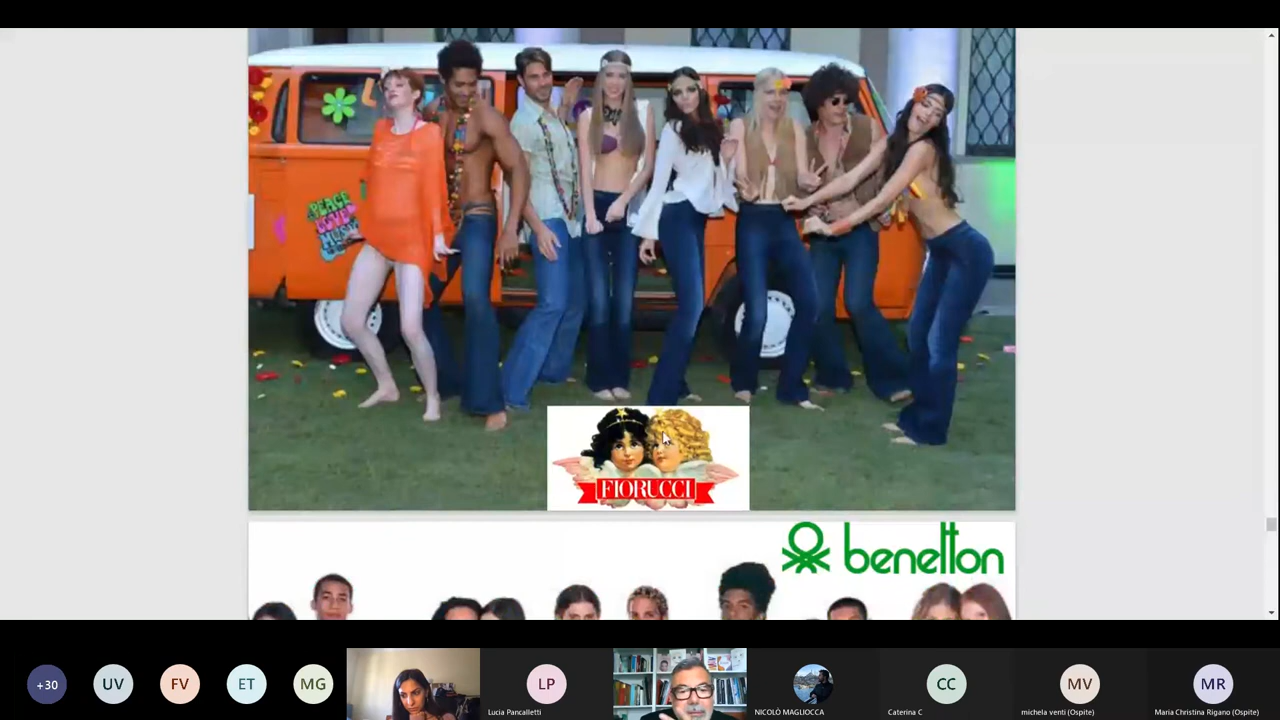 PEACE
LOVE
MUSIC
FIORUCCI
benetton
+30
UV
FV
ET
MG
LP
CC
MV
MR
Lucia Pancalletti
NICOLÒ MAGLIOCCA
Caterina C
michela venti (Ospite)
Maria Christina Rigano (Ospite)